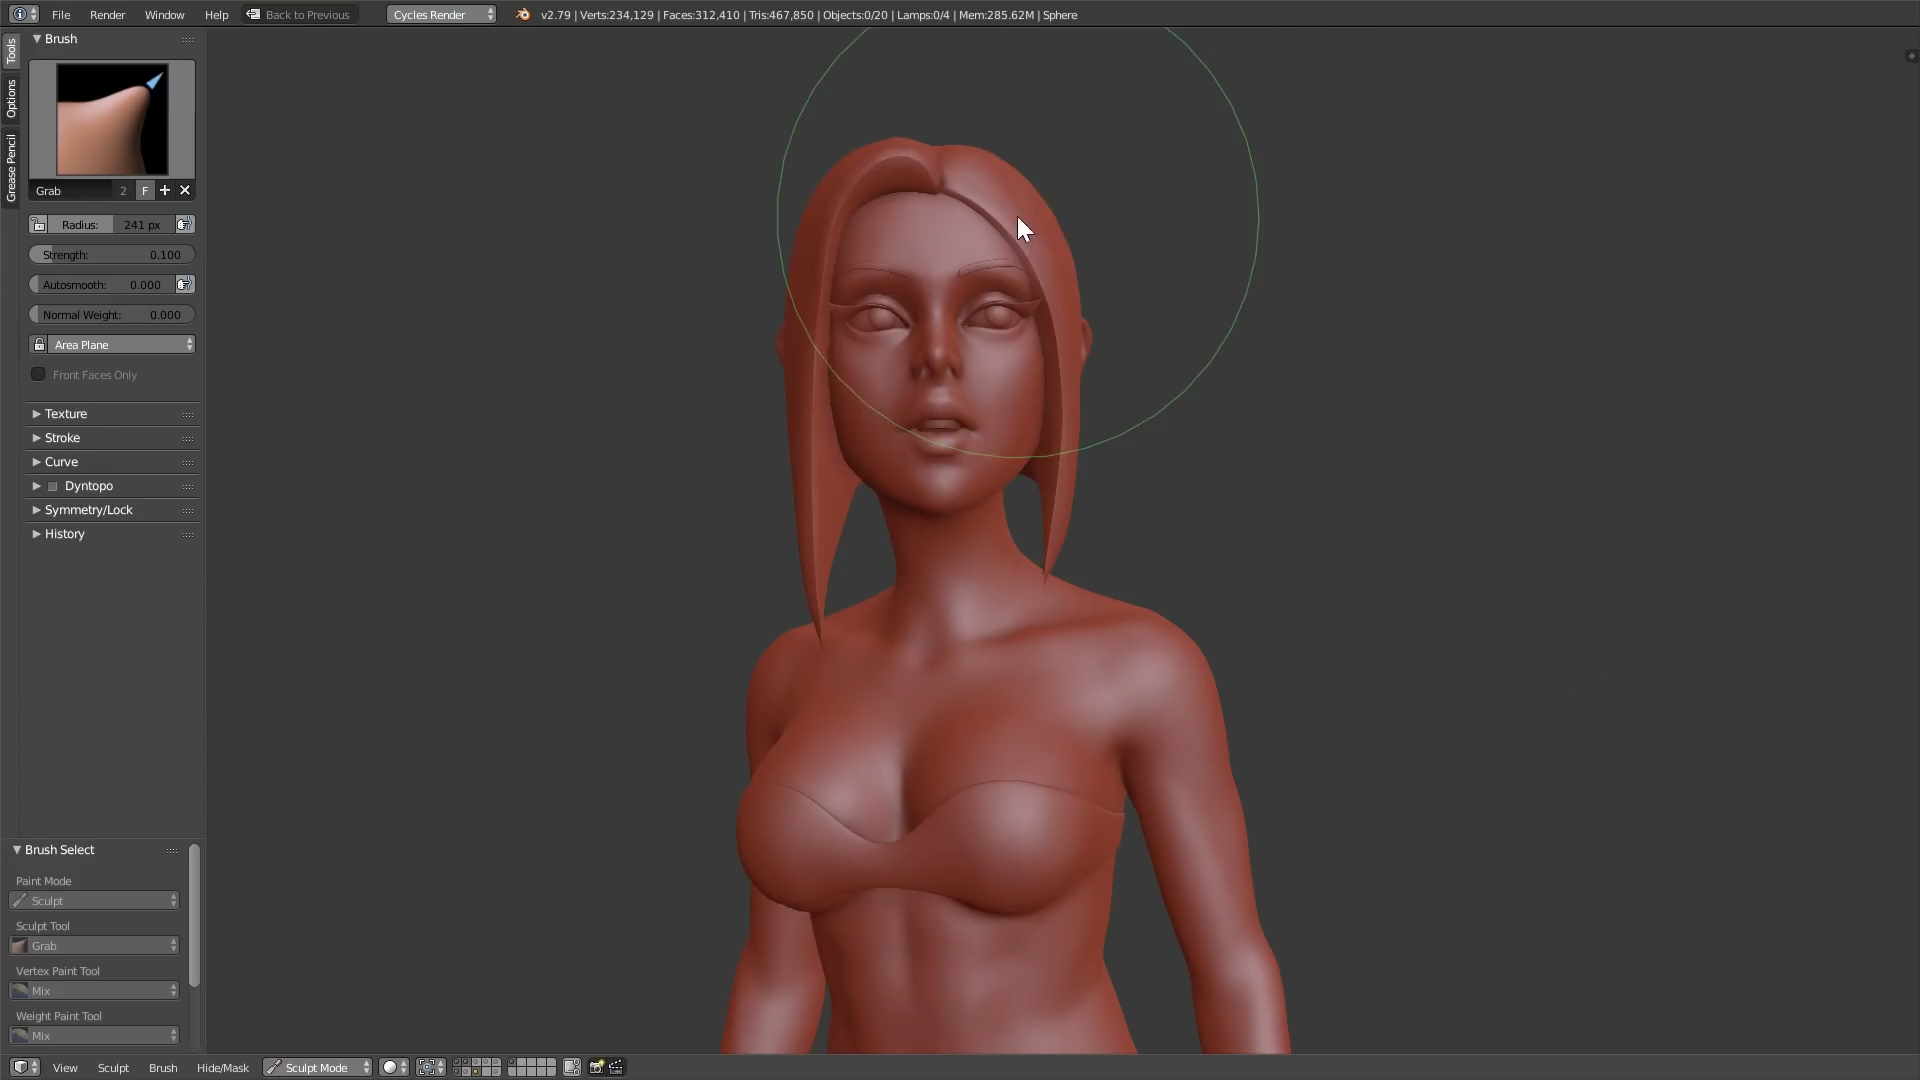 File Render Window Help Back to Previous Cycles Render v2.79 | Verts:234,129 | Faces:312,410 | Tris:467,850 | Objects:0/20 | Lamps:0/4 | Mem:285.62M | Sphere
Tools
Options
Grease Pencil
Brush
Grab 2 F
Radius: 241 px
Strength: 0.100
Autosmooth: 0.000
Normal Weight: 0.000
Area Plane
Front Faces Only
Texture
Stroke
Curve
Dyntopo
Symmetry/Lock
History
Brush Select
Paint Mode
Sculpt
Sculpt Tool
Grab
Vertex Paint Tool
Mix
Weight Paint Tool
Mix
View Sculpt Brush Hide/Mask Sculpt Mode